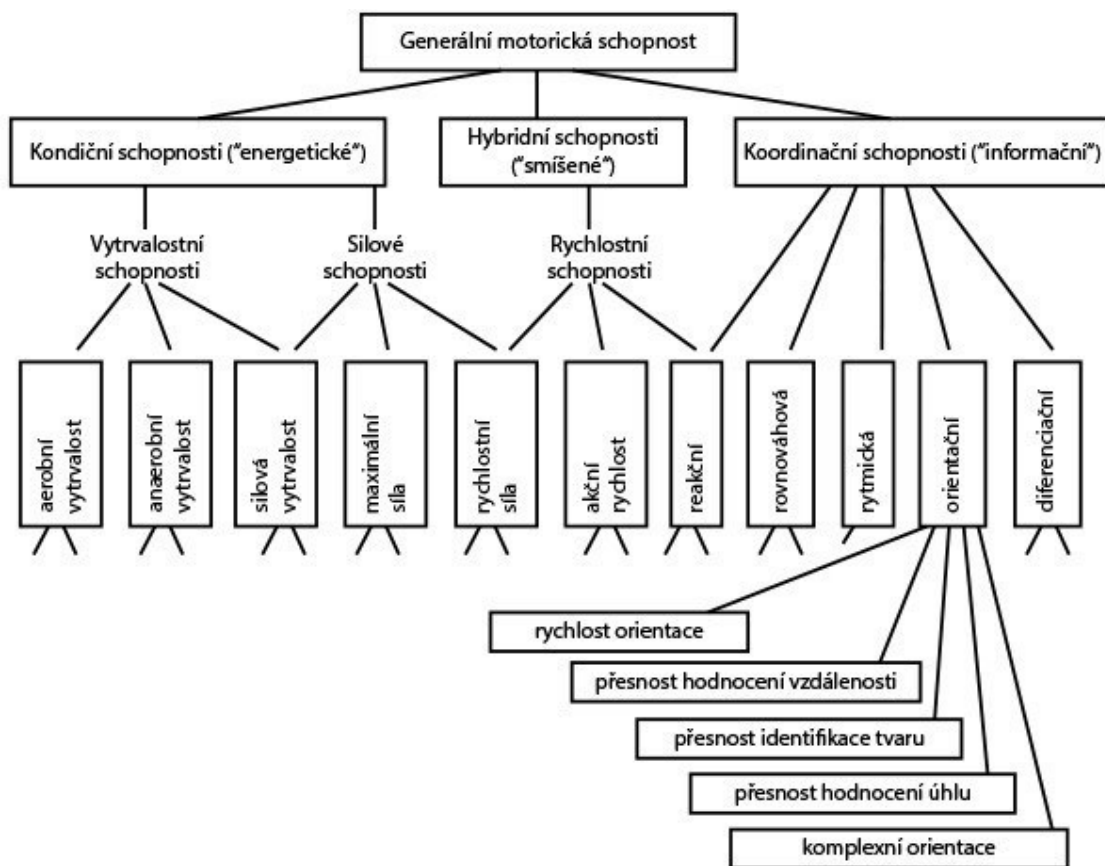 Generální motorická schopnost
Kondiční schopnosti (“energetické“)
Hybridní schopnosti
(“smíšené“)
Koordinační schopnosti (“informační“)
Vytrvalostní
schopnosti
Silové
schopnosti
Rychlostní
schopnosti
aerobní
vytrvalost
anaerobní
vytrvalost
silová
vytrvalost
maximální
síla
rychlostní
síla
akční
rychlost
reakční
rovnováhová
rytmická
orientační
diferenciační
rychlost orientace
přesnost hodnocení vzdálenosti
přesnost identifikace tvaru
přesnost hodnocení úhlu
komplexní orientace